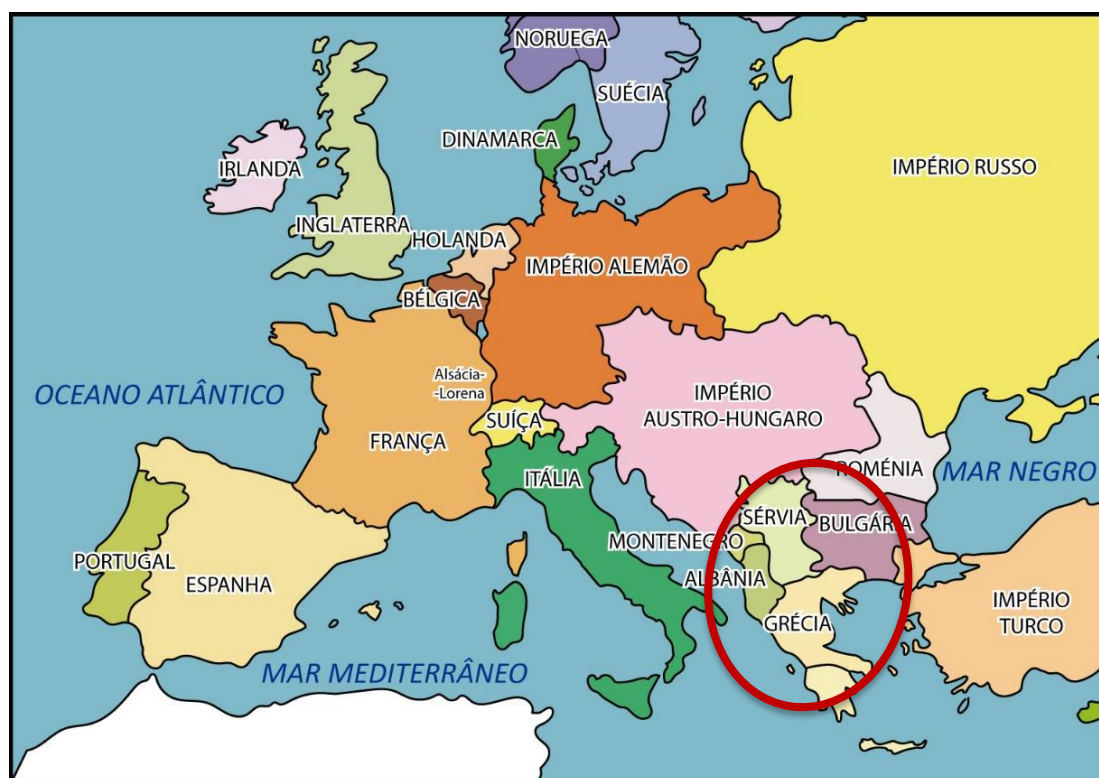 NORUEGA
SUÉCIA
DINAMARCA
IRLANDA
IMPÉRIO RUSSO
INGLATERRA
HOLANDA
IMPÉRIO ALEMÃO
BÉLGICA
Alsácia-
-Lorena
OCEANO ATLÂNTICO
IMPÉRIO
AUSTRO-HUNGARO
SUÍÇA
FRANÇA
ITÁLIA
ROMÉNIA
MAR NEGRO
SÉRVIA
BULGÁRIA
MONTENEGRO
PORTUGAL
ESPANHA
ALBÂNIA
GRÉCIA
IMPÉRIO
TURCO
MAR MEDITERRÂNEO